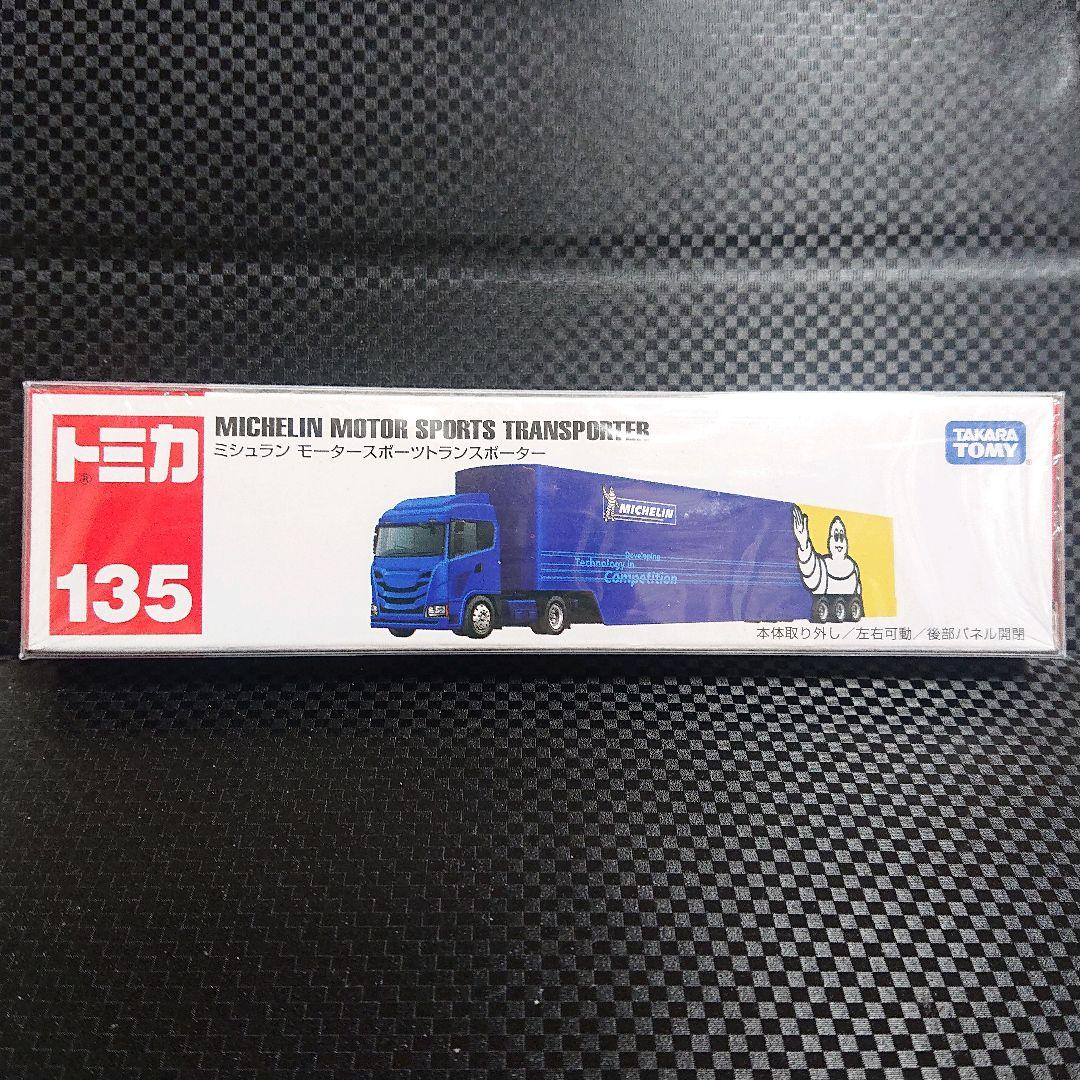 トミカ
®
135
MICHELIN MOTOR SPORTS TRANSPORTER
ミシュラン モータースポーツトランスポーター
TAKARA
TOMY
®
MICHELIN
Developing
Technology in
Competition
本体取り外し／左右可動／後部パネル開閉